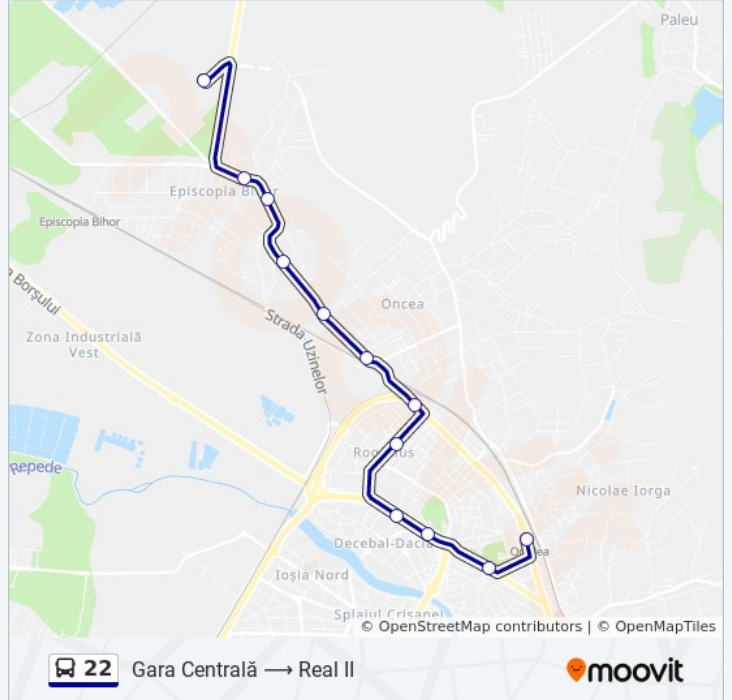 Paleu
Episcopia Bihor
Episcopia Bihor
Borșului
Oncea
Strada Uzinelor
Zona Industrială
Vest
Repede
Nicolae Iorga
Decebal-Dacia
Ioșia Nord
Splaiul Crișanei
© OpenStreetMap contributors | © OpenMapTiles
22 Gara Centrală ⟶ Real II
moovit